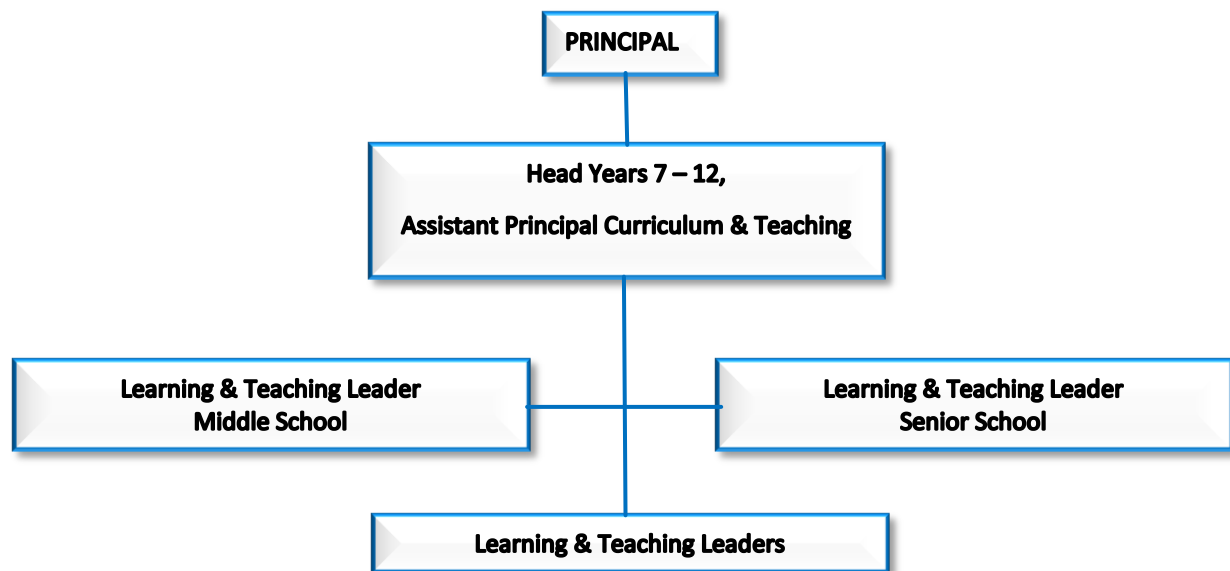 PRINCIPAL
Head Years 7 – 12,
Assistant Principal Curriculum & Teaching
Learning & Teaching Leader
Middle School
Learning & Teaching Leader
Senior School
Learning & Teaching Leaders